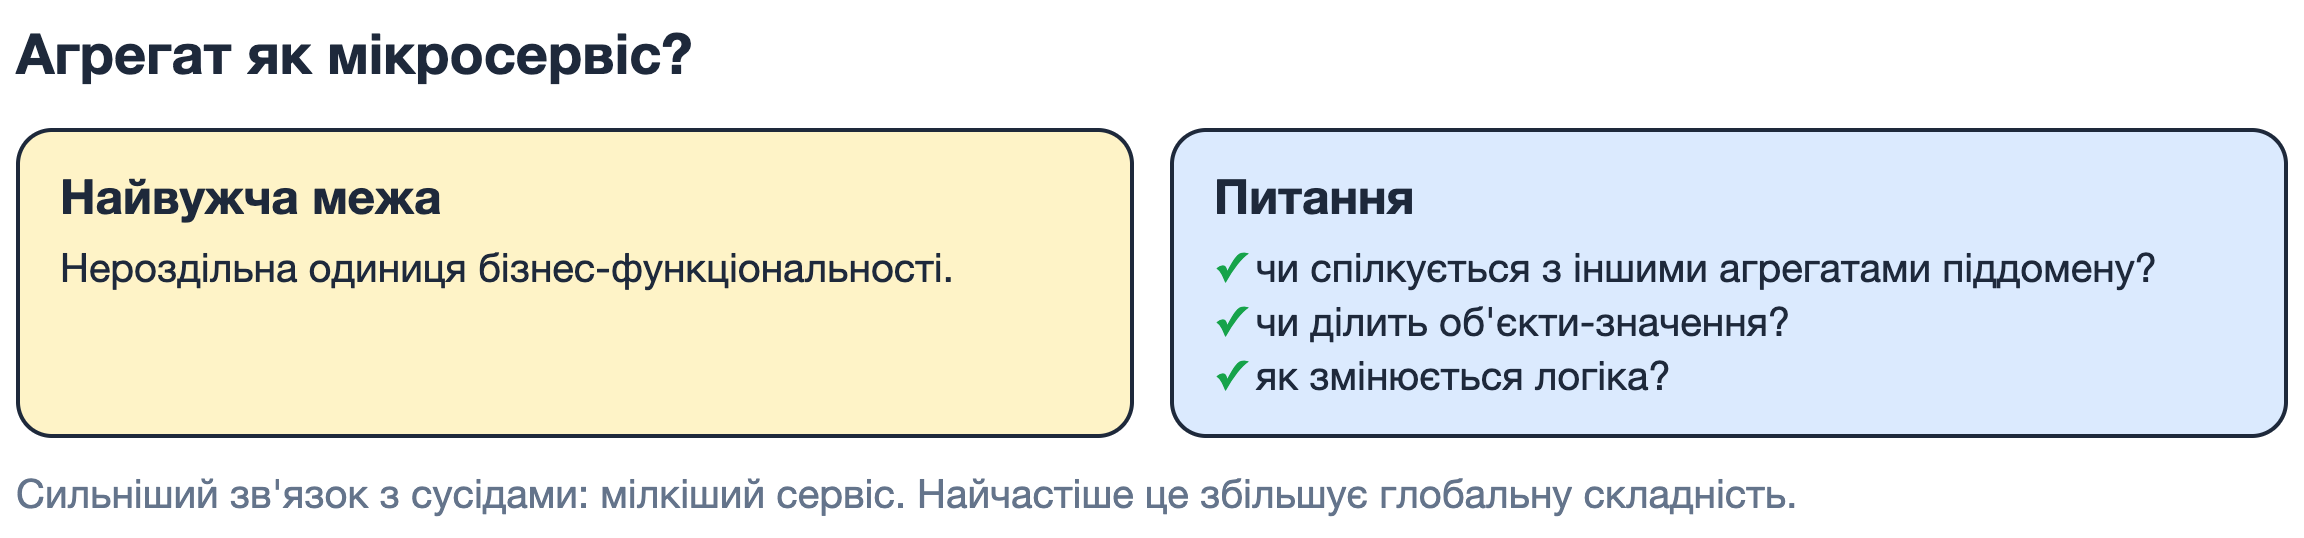 Агрегат як мікросервіс?
Найвужча межа
Нероздільна одиниця бізнес-функціональності.
Питання
✓ чи спілкується з іншими агрегатами піддомену?
✓ чи ділить об'єкти-значення?
✓ як змінюється логіка?
Сильніший зв'язок з сусідами: мілкіший сервіс. Найчастіше це збільшує глобальну складність.